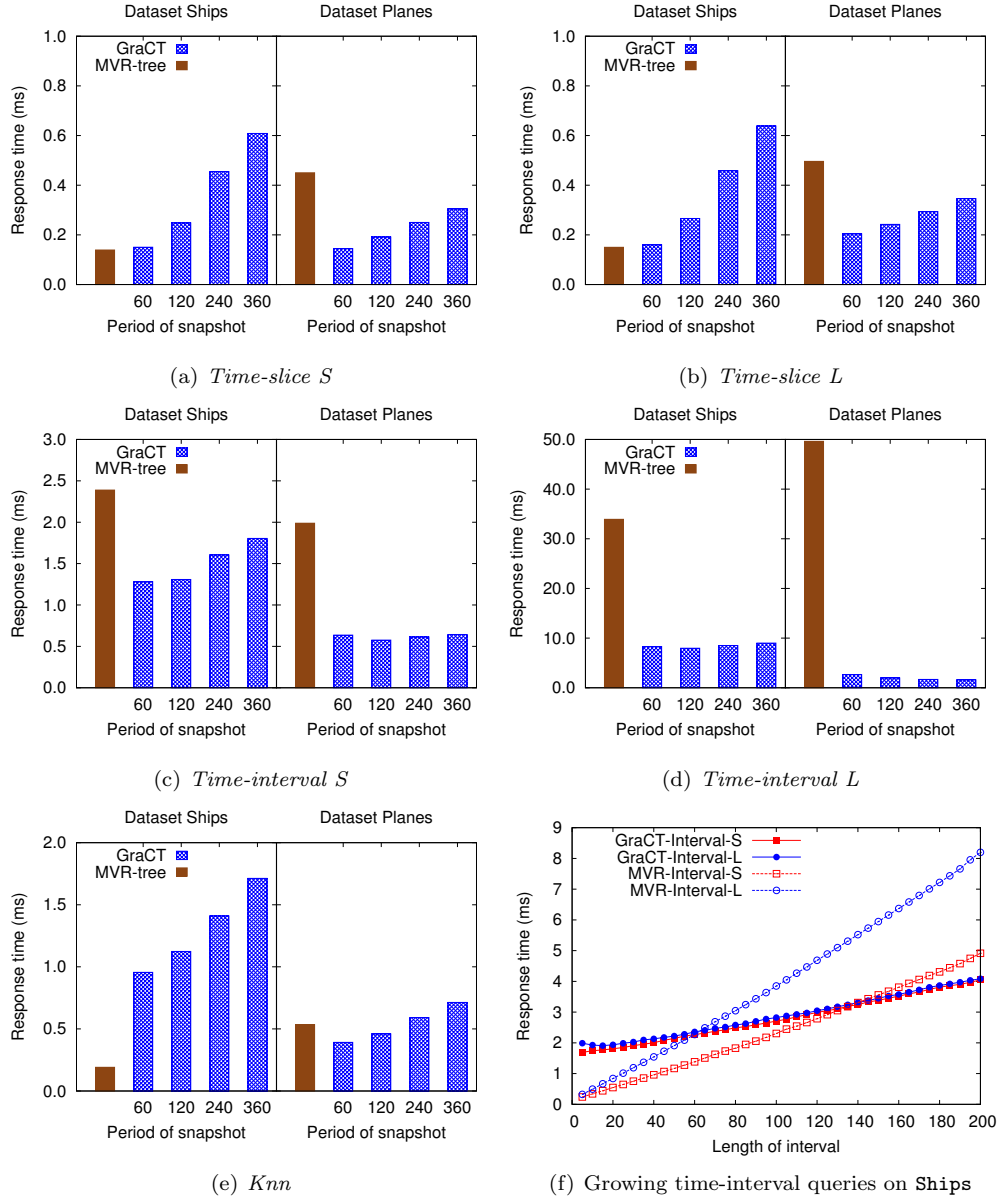 Dataset Ships
Dataset Planes
1.0
0.8
0.6
0.4
0.2
0.0
Response time (ms)
GraCT
MVR-tree
60 120 240 360
60 120 240 360
Period of snapshot
Period of snapshot
(a) Time-slice S
Dataset Ships
Dataset Planes
1.0
0.8
0.6
0.4
0.2
0.0
Response time (ms)
GraCT
MVR-tree
60 120 240 360
60 120 240 360
Period of snapshot
Period of snapshot
(b) Time-slice L
Dataset Ships
Dataset Planes
3.0
2.5
2.0
1.5
1.0
0.5
0.0
Response time (ms)
GraCT
MVR-tree
60 120 240 360
60 120 240 360
Period of snapshot
Period of snapshot
(c) Time-interval S
Dataset Ships
Dataset Planes
50.0
40.0
30.0
20.0
10.0
0.0
Response time (ms)
GraCT
MVR-tree
60 120 240 360
60 120 240 360
Period of snapshot
Period of snapshot
(d) Time-interval L
Dataset Ships
Dataset Planes
2.0
1.5
1.0
0.5
0.0
Response time (ms)
GraCT
MVR-tree
60 120 240 360
60 120 240 360
Period of snapshot
Period of snapshot
(e) Knn
9
8
7
6
5
4
3
2
1
0
Response time (ms)
GraCT-Interval-S
GraCT-Interval-L
MVR-Interval-S
MVR-Interval-L
0 20 40 60 80 100 120 140 160 180 200
Length of interval
(f) Growing time-interval queries on Ships